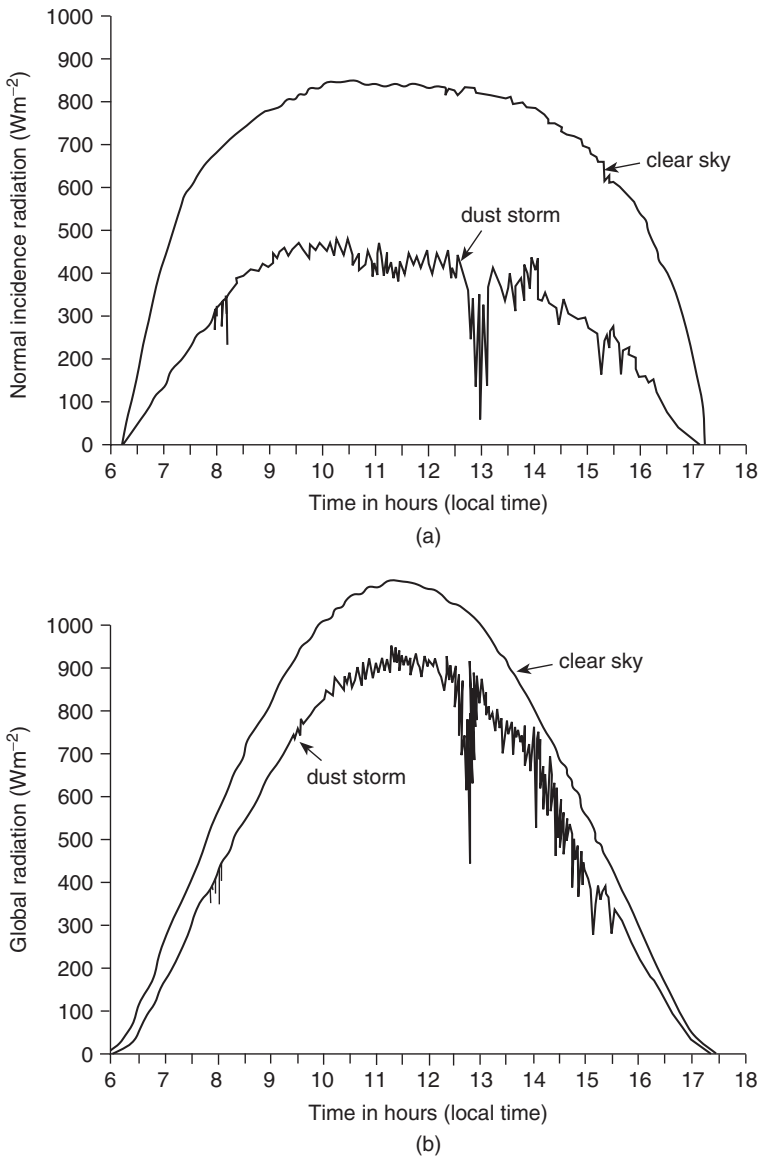 1000
900
800
700
600
500
400
300
200
100
0
Normal incidence radiation (Wm⁻²)
clear sky
dust storm
6 7 8 9 10 11 12 13 14 15 16 17 18
Time in hours (local time)
(a)
1000
900
800
700
600
500
400
300
200
100
0
Global radiation (Wm⁻²)
clear sky
dust storm
6 7 8 9 10 11 12 13 14 15 16 17 18
Time in hours (local time)
(b)